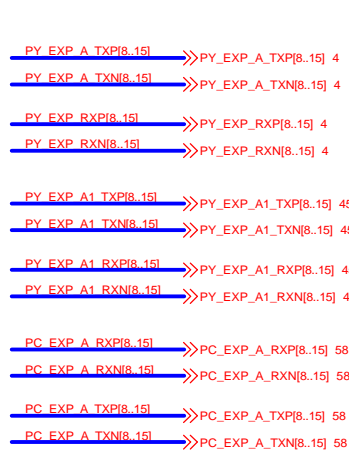 PY_EXP_A_TXP[8..15] PY_EXP_A_TXP[8..15] 4
PY_EXP_A_TXN[8..15] PY_EXP_A_TXN[8..15] 4
PY_EXP_RXP[8..15] PY_EXP_RXP[8..15] 4
PY_EXP_RXN[8..15] PY_EXP_RXN[8..15] 4
PY_EXP_A1_TXP[8..15] PY_EXP_A1_TXP[8..15] 45
PY_EXP_A1_TXN[8..15] PY_EXP_A1_TXN[8..15] 45
PY_EXP_A1_RXP[8..15] PY_EXP_A1_RXP[8..15] 4
PY_EXP_A1_RXN[8..15] PY_EXP_A1_RXN[8..15] 4
PC_EXP_A_RXP[8..15] PC_EXP_A_RXP[8..15] 58
PC_EXP_A_RXN[8..15] PC_EXP_A_RXN[8..15] 58
PC_EXP_A_TXP[8..15] PC_EXP_A_TXP[8..15] 58
PC_EXP_A_TXN[8..15] PC_EXP_A_TXN[8..15] 58